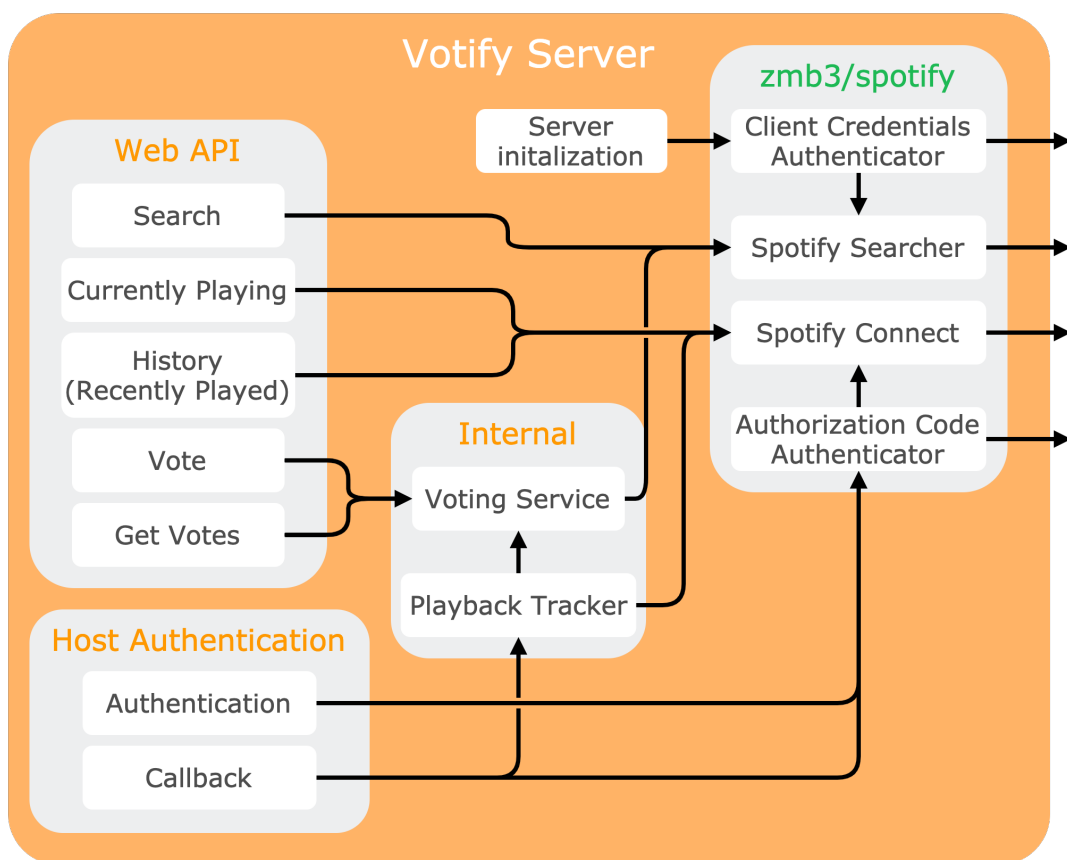 Votify Server
Web API
Search
Currently Playing
History
(Recently Played)
Vote
Get Votes
Host Authentication
Authentication
Callback
Internal
Voting Service
Playback Tracker
Server
initalization
zmb3/spotify
Client Credentials
Authenticator
Spotify Searcher
Spotify Connect
Authorization Code
Authenticator